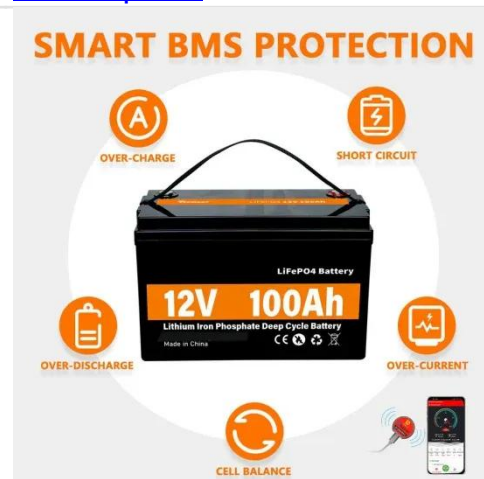 SMART BMS PROTECTION
OVER-CHARGE
SHORT CIRCUIT
LiFePO4 Battery
12V 100Ah
Lithium Iron Phosphate Deep Cycle Battery
Made in China
CE
OVER-DISCHARGE
OVER-CURRENT
CELL BALANCE